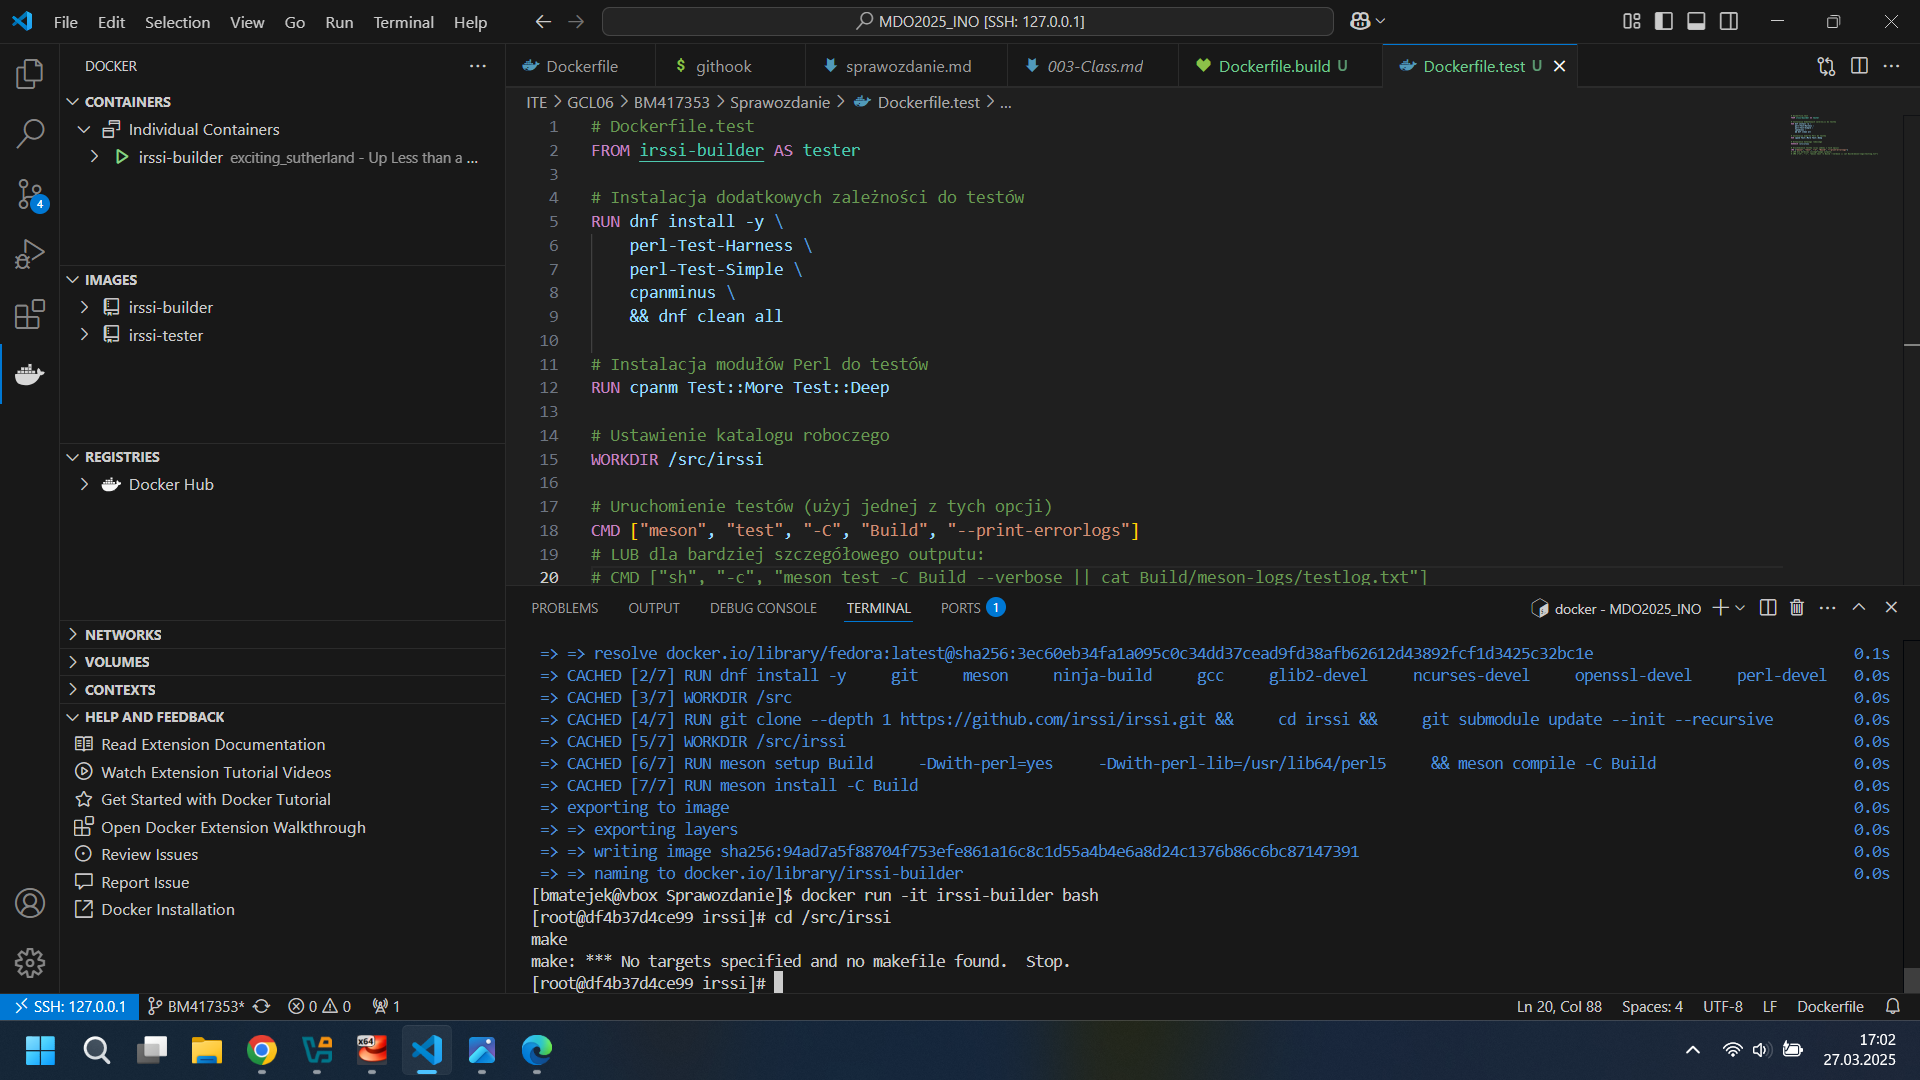 File Edit Selection View Go Run Terminal Help
MDO2025_INO [SSH: 127.0.0.1]
DOCKER
CONTAINERS
Individual Containers
irssi-builder exciting_sutherland - Up Less than a ...
4
IMAGES
irssi-builder
irssi-tester
REGISTRIES
Docker Hub
NETWORKS
VOLUMES
CONTEXTS
HELP AND FEEDBACK
Read Extension Documentation
Watch Extension Tutorial Videos
Get Started with Docker Tutorial
Open Docker Extension Walkthrough
Review Issues
Report Issue
Docker Installation
Dockerfile
$ githook
sprawozdanie.md
003-Class.md
Dockerfile.build U
Dockerfile.test U
ITE > GCL06 > BM417353 > Sprawozdanie > Dockerfile.test > ...
1 # Dockerfile.test
2 FROM irssi-builder AS tester
3
4 # Instalacja dodatkowych zależności do testów
5 RUN dnf install -y \
6 perl-Test-Harness \
7 perl-Test-Simple \
8 cpanminus \
9 && dnf clean all
10
11 # Instalacja modułów Perl do testów
12 RUN cpanm Test::More Test::Deep
13
14 # Ustawienie katalogu roboczego
15 WORKDIR /src/irssi
16
17 # Uruchomienie testów (użyj jednej z tych opcji)
18 CMD ["meson", "test", "-C", "Build", "--print-errorlogs"]
19 # LUB dla bardziej szczegółowego outputu:
20 # CMD ["sh", "-c", "meson test -C Build --verbose || cat Build/meson-logs/testlog.txt"]
PROBLEMS OUTPUT DEBUG CONSOLE TERMINAL PORTS 1
docker - MDO2025_INO
=> => resolve docker.io/library/fedora:latest@sha256:3ec60eb34fa1a095c0c34dd37cead9fd38afb62612d43892fcf1d3425c32bc1e 0.1s
=> CACHED [2/7] RUN dnf install -y git meson ninja-build gcc glib2-devel ncurses-devel openssl-devel perl-devel 0.0s
=> CACHED [3/7] WORKDIR /src 0.0s
=> CACHED [4/7] RUN git clone --depth 1 https://github.com/irssi/irssi.git && cd irssi && git submodule update --init --recursive 0.0s
=> CACHED [5/7] WORKDIR /src/irssi 0.0s
=> CACHED [6/7] RUN meson setup Build -Dwith-perl=yes -Dwith-perl-lib=/usr/lib64/perl5 && meson compile -C Build 0.0s
=> CACHED [7/7] RUN meson install -C Build 0.0s
=> exporting to image 0.0s
=> => exporting layers 0.0s
=> => writing image sha256:94ad7a5f88704f753efe861a16c8c1d55a4b4e6a8d24c1376b86c6bc87147391 0.0s
=> => naming to docker.io/library/irssi-builder 0.0s
[bmatejek@vbox Sprawozdanie]$ docker run -it irssi-builder bash
[root@df4b37d4ce99 irssi]# cd /src/irssi
make
make: *** No targets specified and no makefile found.  Stop.
[root@df4b37d4ce99 irssi]#
SSH: 127.0.0.1 BM417353* 0 0 1
Ln 20, Col 88 Spaces: 4 UTF-8 LF Dockerfile
x64
17:02
27.03.2025